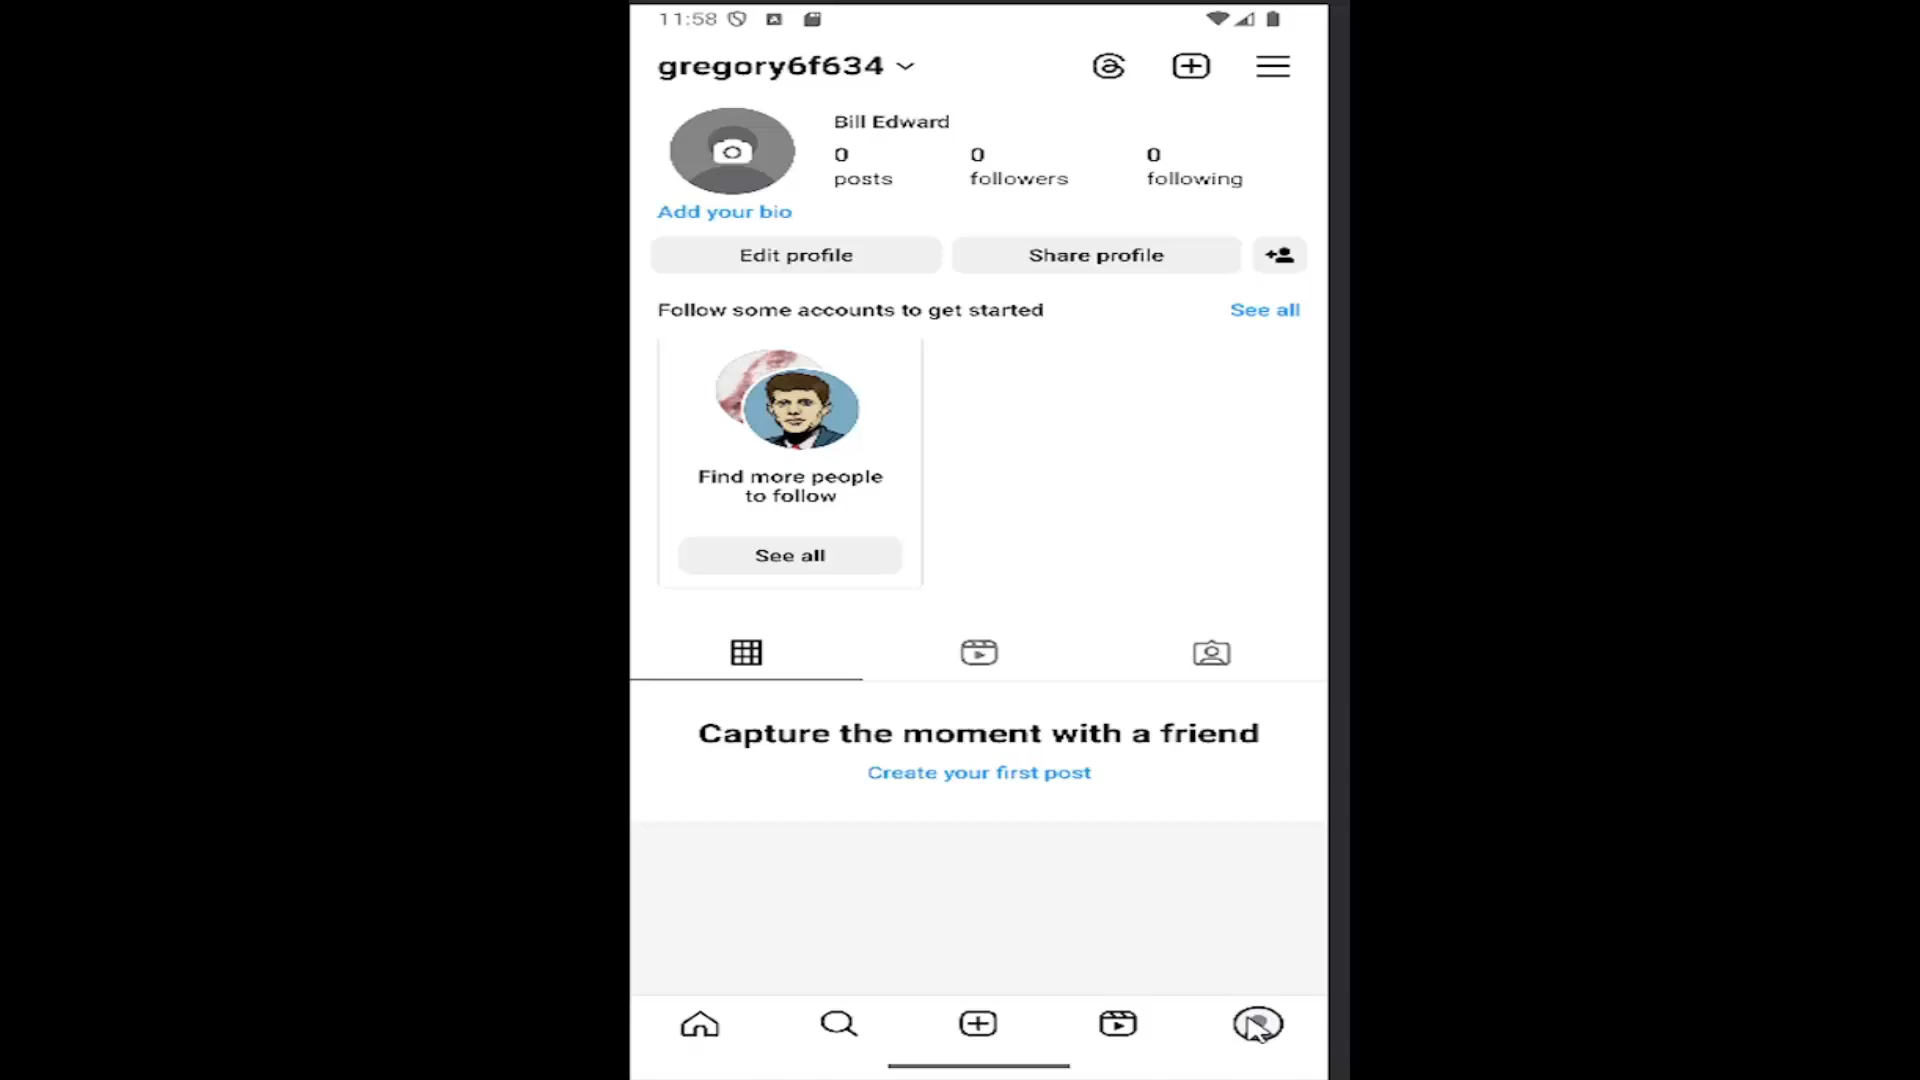 11:58
gregory6f634
Bill Edward
0 0 0
posts followers following
Add your bio
Edit profile Share profile
Follow some accounts to get started See all
Find more people
to follow
See all
Capture the moment with a friend
Create your first post